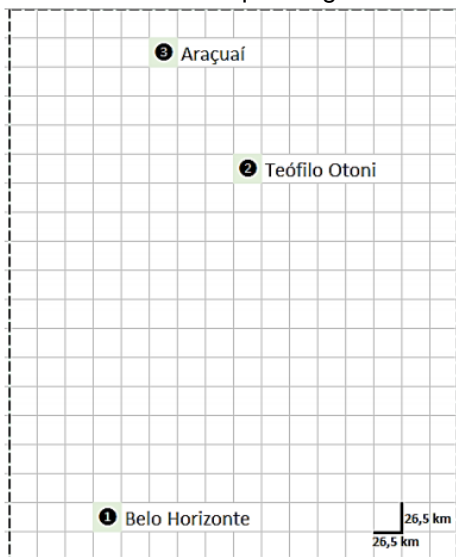 ❸ Araçuaí
❷ Teófilo Otoni
❶ Belo Horizonte
26,5 km
26,5 km